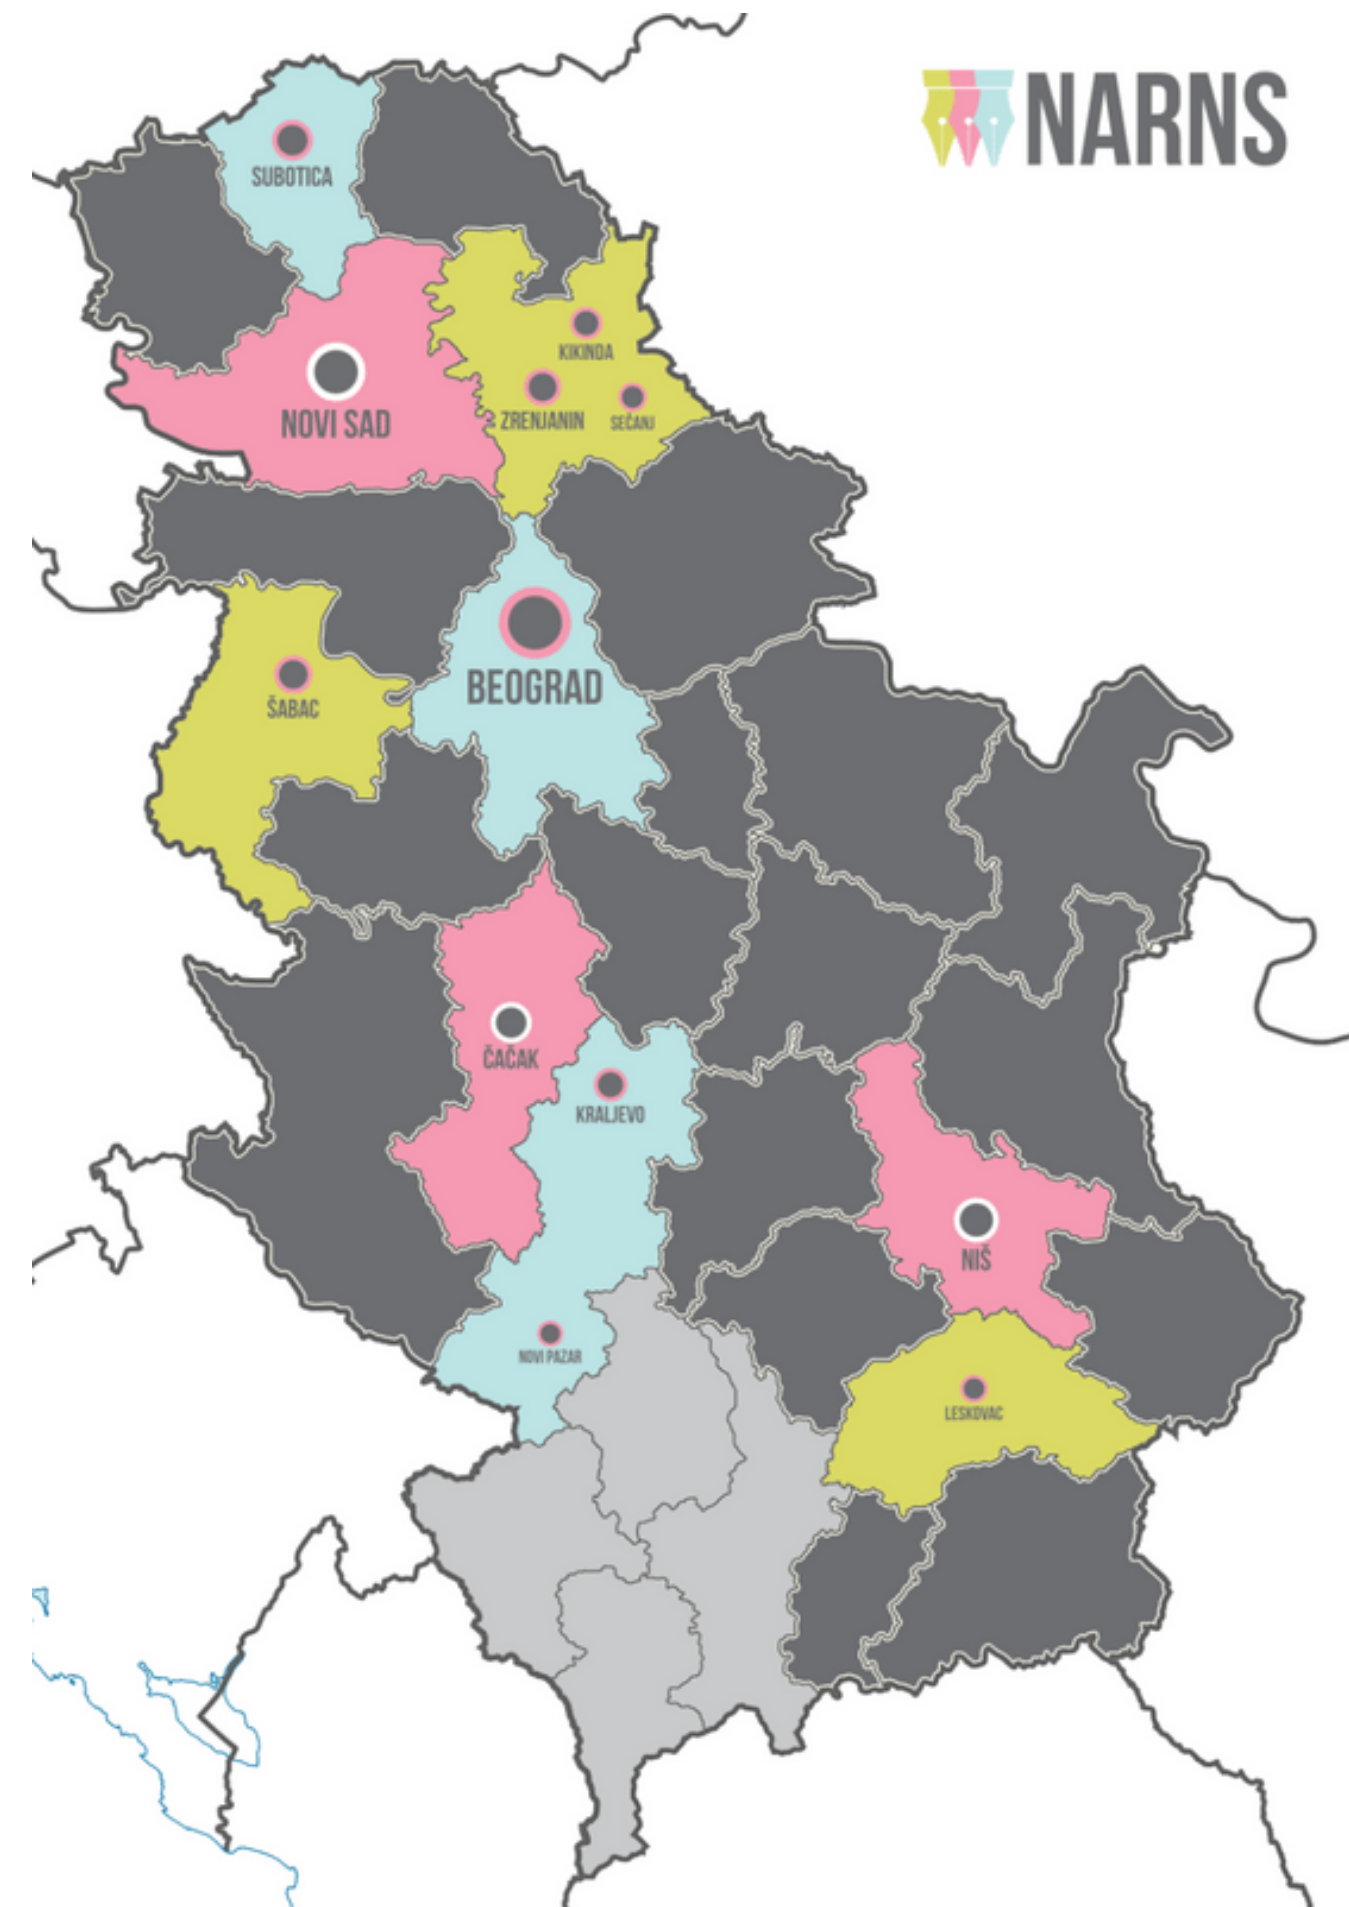 NARNS
SUBOTICA
KIKINDA
NOVI SAD
ZRENJANIN
SEČANJ
BEOGRAD
ŠABAC
ČAČAK
KRALJEVO
NIŠ
NOVI PAZAR
LESKOVAC